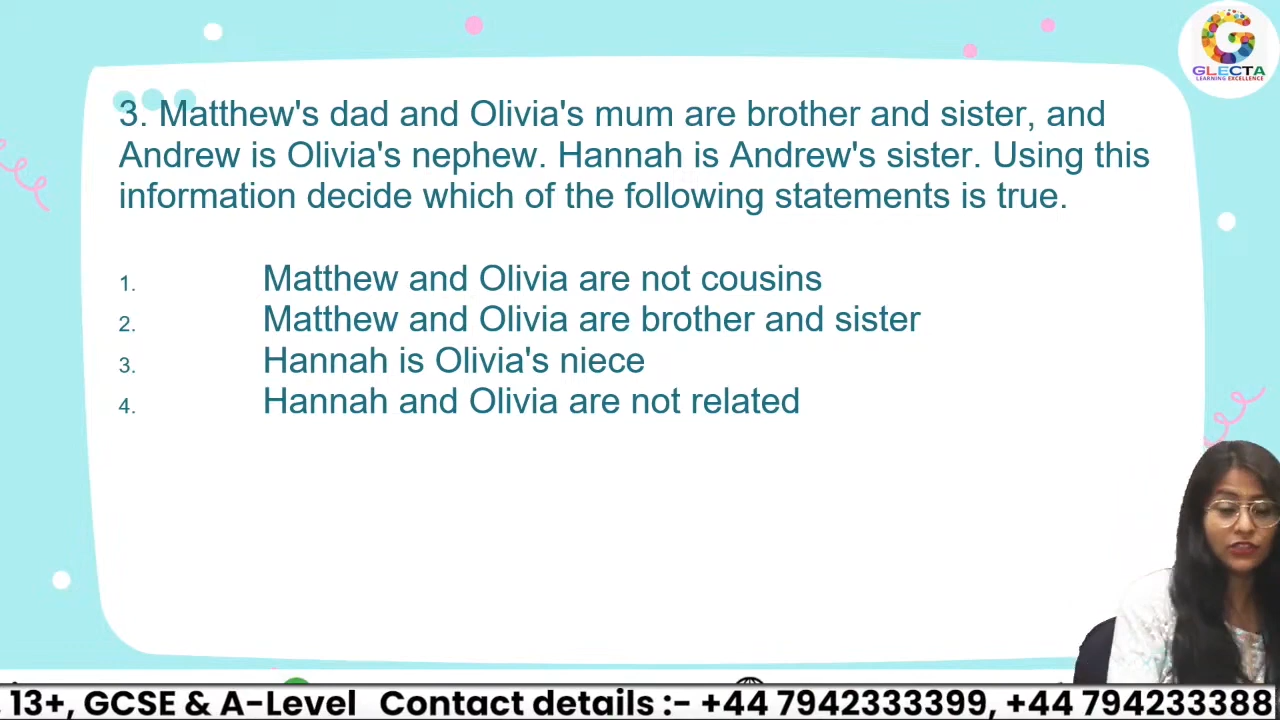 GLECTA
LEARNING EXCELLENCE
3. Matthew's dad and Olivia's mum are brother and sister, and
Andrew is Olivia's nephew. Hannah is Andrew's sister. Using this
information decide which of the following statements is true.
1. Matthew and Olivia are not cousins
2. Matthew and Olivia are brother and sister
3. Hannah is Olivia's niece
4. Hannah and Olivia are not related
, 13+, GCSE & A-Level Contact details :- +44 7942333399, +44 794233388